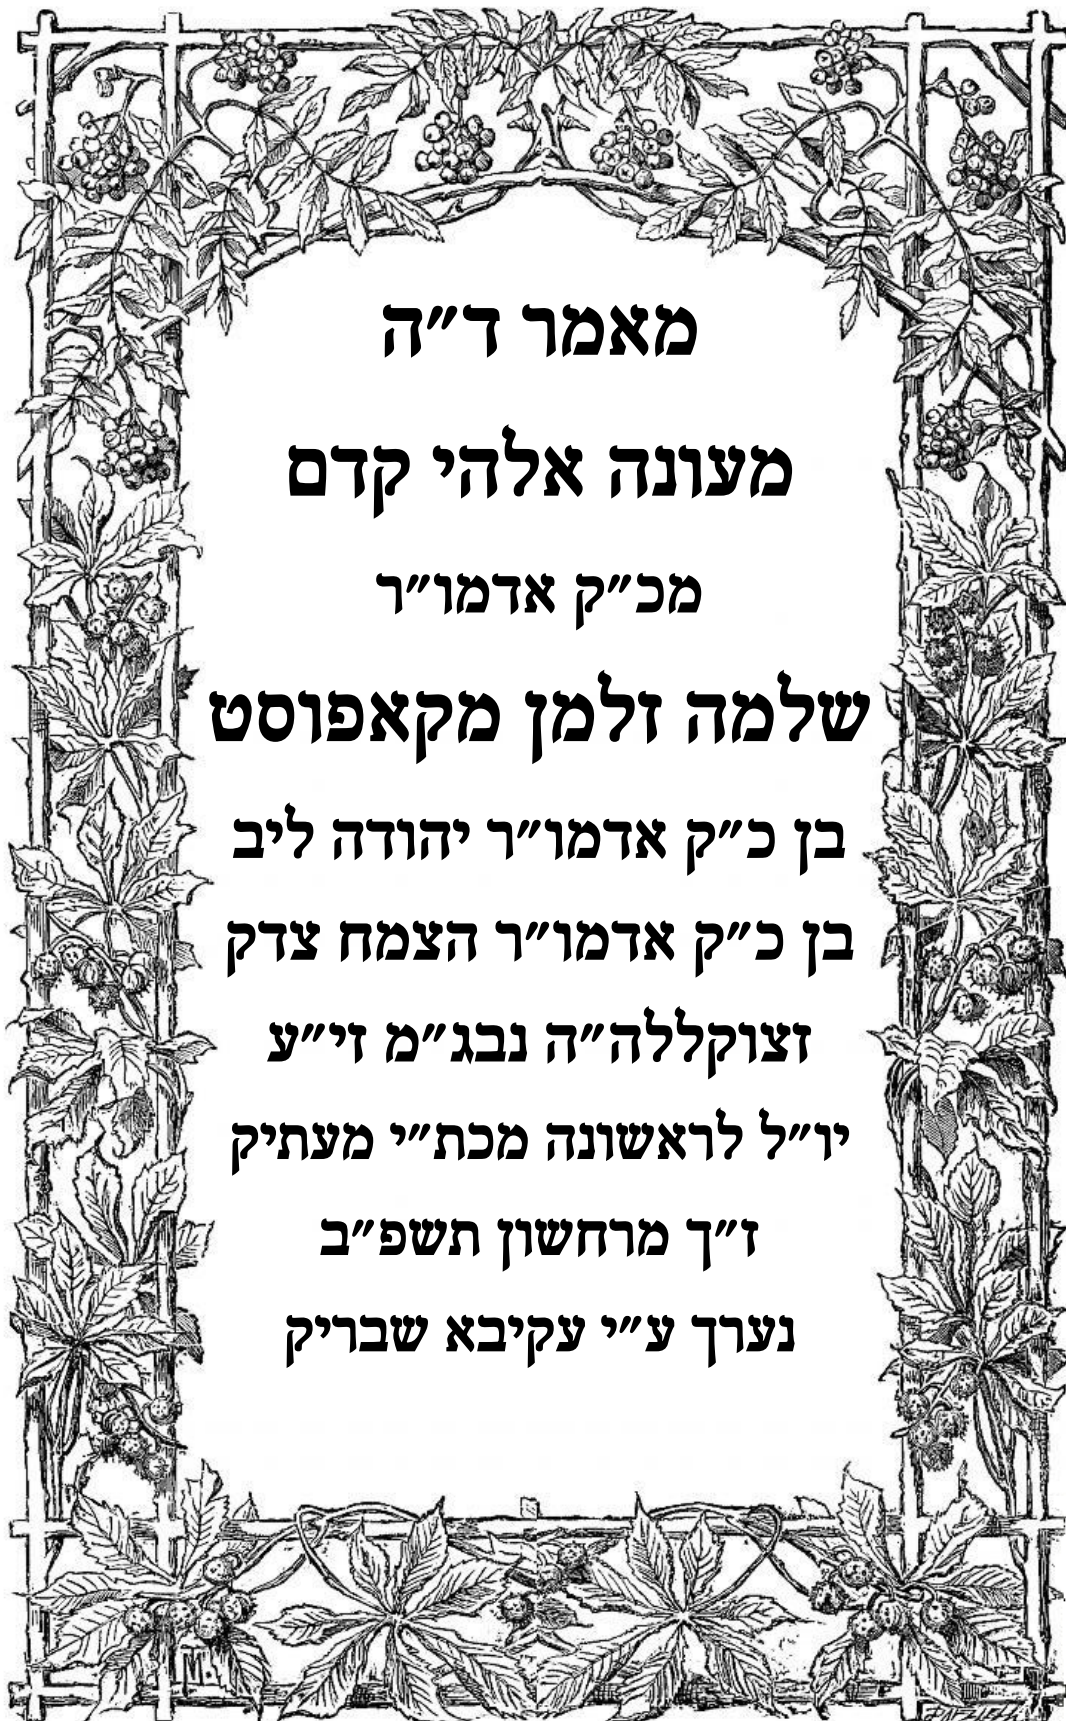 מאמר ד״ה
מעונה אלהי קדם
מכ״ק אדמו״ר
שלמה זלמן מקאפוסט
בן כ״ק אדמו״ר יהודה ליב
בן כ״ק אדמו״ר הצמח צדק
זצוקללה״ה נבג״מ זי״ע
יו״ל לראשונה מכת״י מעתיק
ז״ך מרחשון תשפ״ב
נערך ע״י עקיבא שבריק
M.